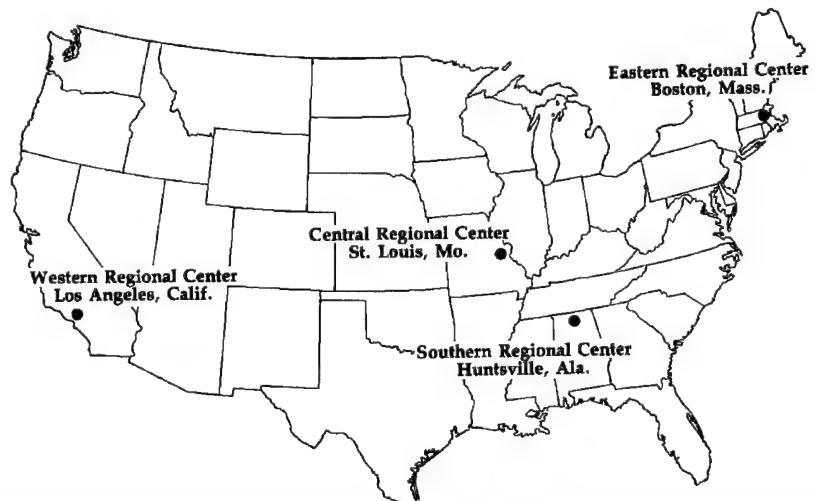 Eastern Regional Center
Boston, Mass.
Central Regional Center
St. Louis, Mo.
Western Regional Center
Los Angeles, Calif.
Southern Regional Center
Huntsville, Ala.